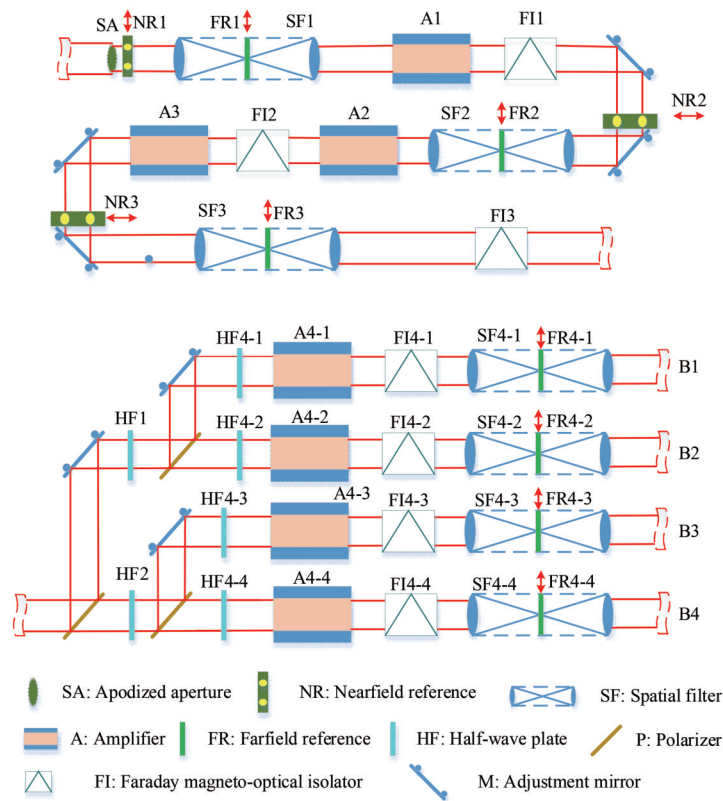 SA NR1 FR1 SF1 A1 FI1
NR2
A3 FI2 A2 SF2 FR2
NR3 SF3 FR3 FI3
A4-1 SF4-1 FR4-1
HF4-1 FI4-1 B1
HF1 HF4-2 A4-2 FI4-2 SF4-2 FR4-2
B2
HF4-3 A4-3 FI4-3 SF4-3 FR4-3
B3
HF2 HF4-4 A4-4 FI4-4 SF4-4 FR4-4
B4
SA: Apodized aperture NR: Nearfield reference SF: Spatial filter
A: Amplifier FR: Farfield reference HF: Half-wave plate P: Polarizer
FI: Faraday magneto-optical isolator M: Adjustment mirror